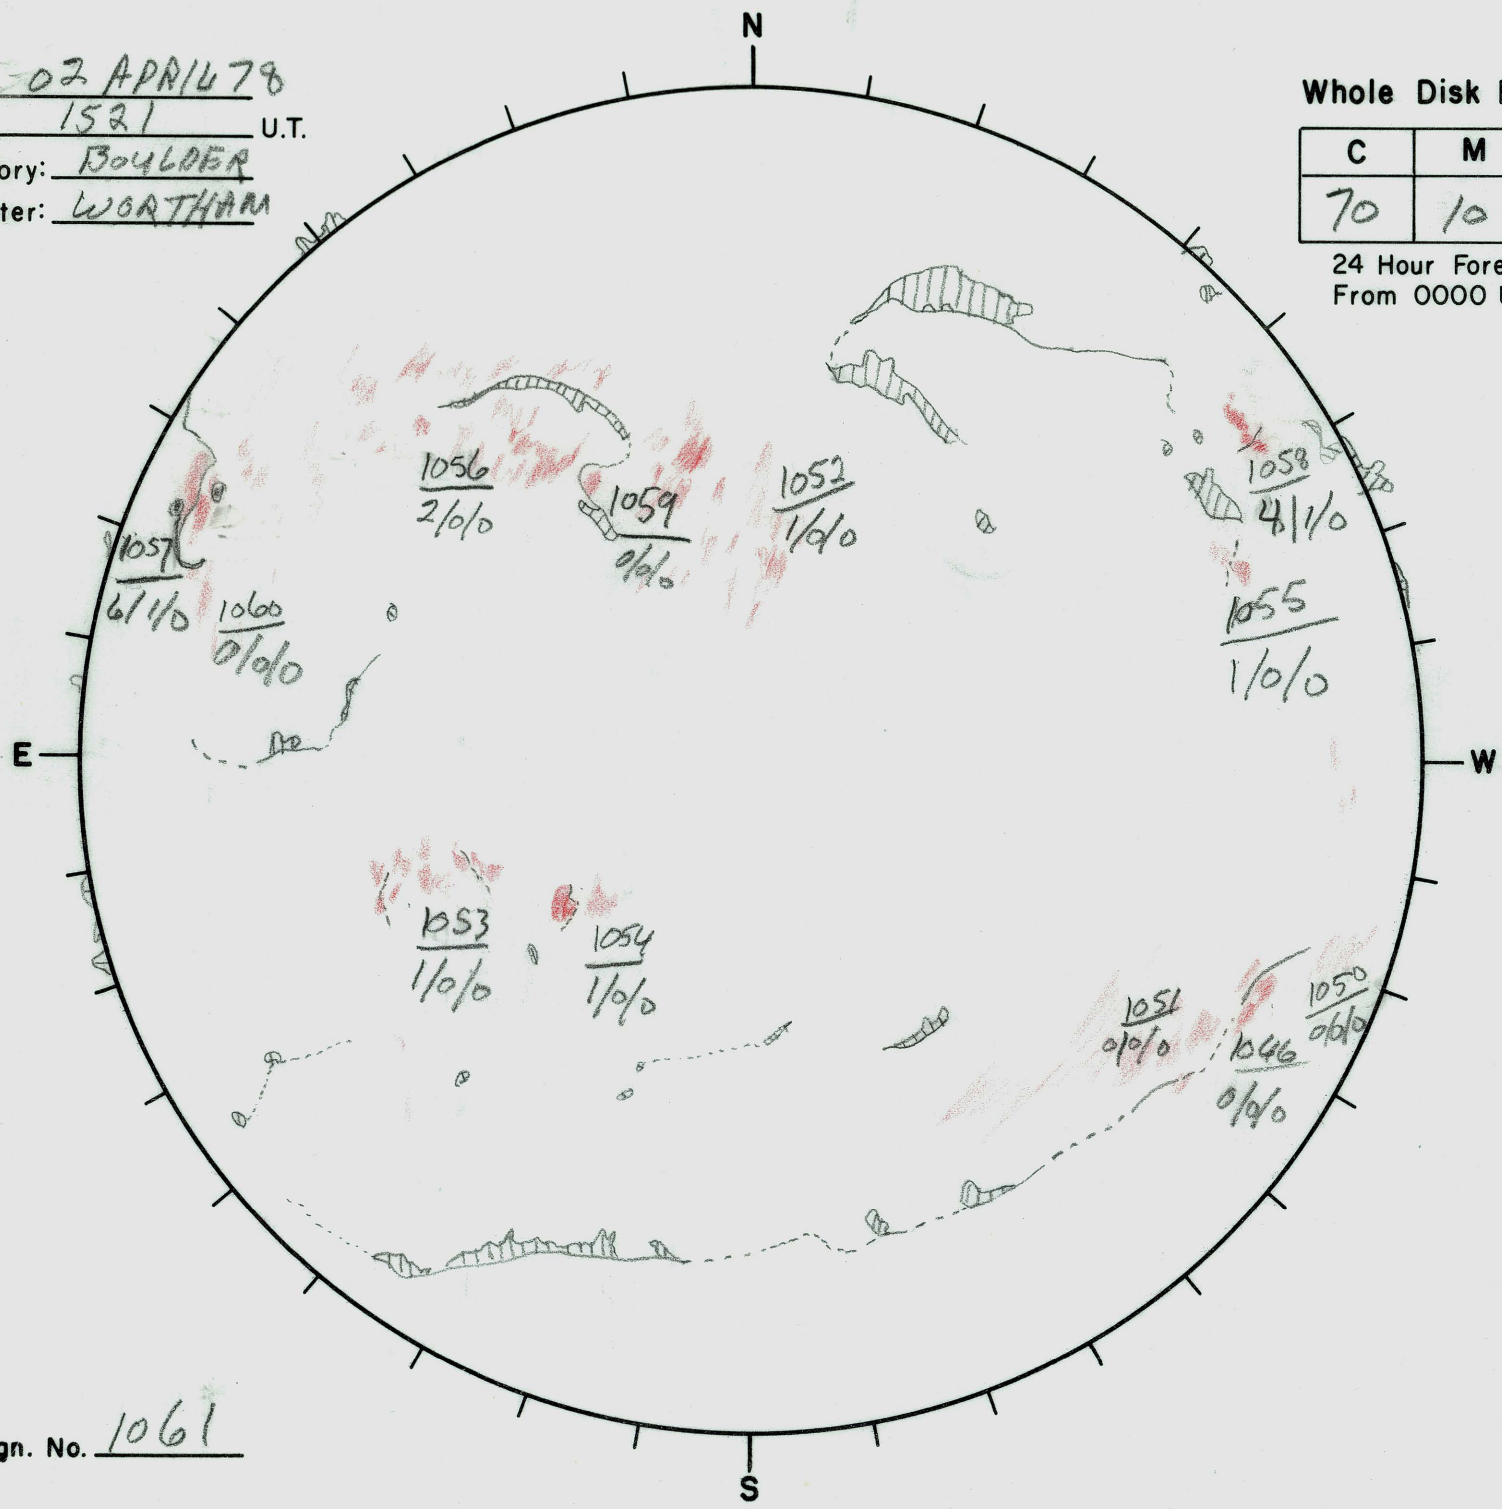 N
02 APRIL 78
1521 U.T.
ory: BOULDER
ter: WORTHAM
Whole Disk
C M
70 10
24 Hour Fore
From 0000 U
1056
2/0/0
1059
0/0/0
1052
1/0/0
1058
4/1/0
1057
6/1/0
1060
0/0/0
1055
1/0/0
E
W
1053
1/0/0
1054
1/0/0
1051
0/0/0
1050
0/0/0
1046
0/0/0
gn. No. 1061
S